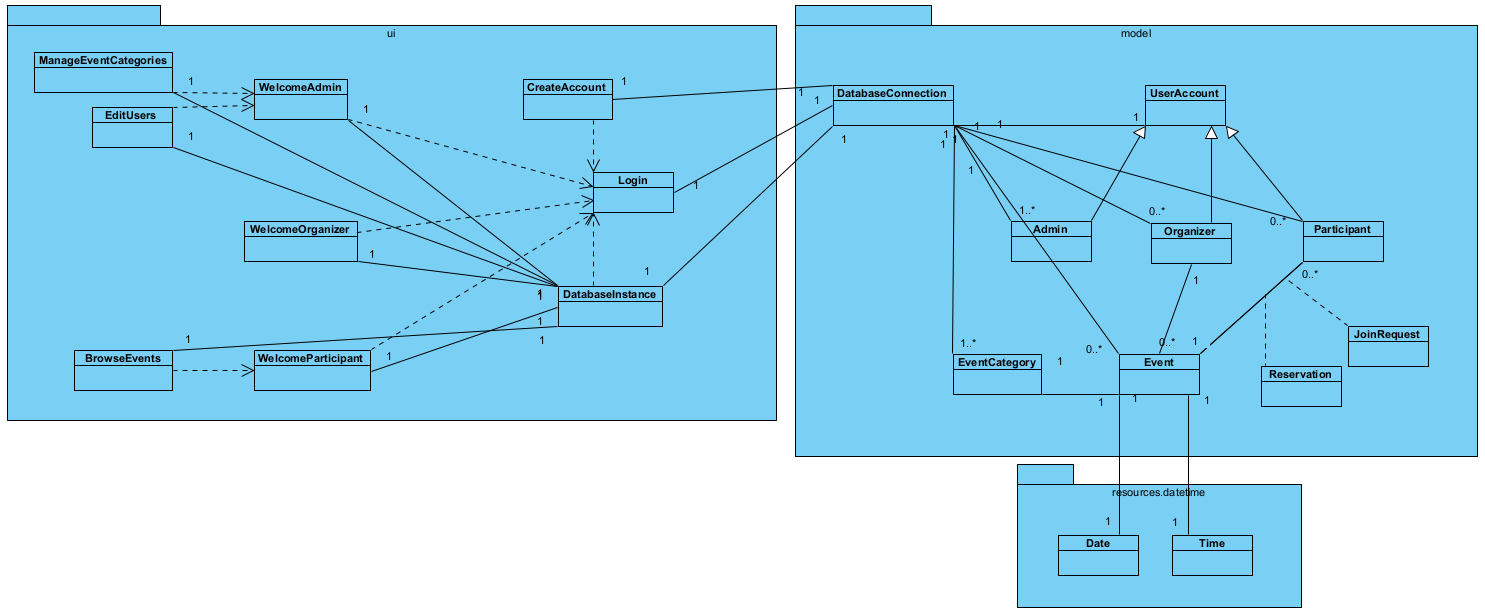 ui
ManageEventCategories
1
WelcomeAdmin
1
EditUsers
1
CreateAccount
1
Login
1
WelcomeOrganizer
1
DatabaseInstance
1
1
1
1
1
BrowseEvents
1
WelcomeParticipant
1
model
DatabaseConnection
1
1
1
UserAccount
1
1
1
1
1
1
1
Admin
1..*
Organizer
0..*
1
Participant
0..*
0..*
EventCategory
1..*
1
Event
0..*
0..*
1
1
1
1
Reservation
JoinRequest
resources.datetime
1
1
Date
Time